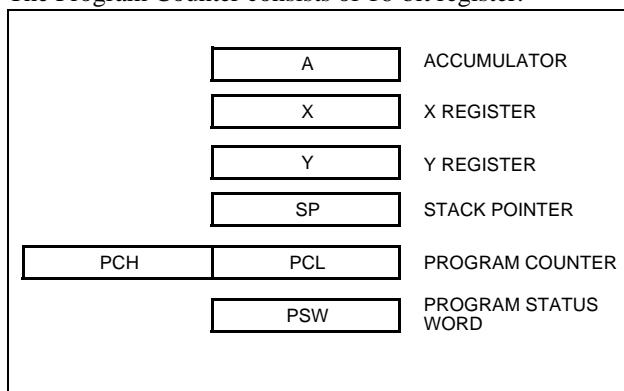 The Program Counter consists of 16-bit register.
A ACCUMULATOR
X X REGISTER
Y Y REGISTER
SP STACK POINTER
PCH PCL PROGRAM COUNTER
PSW PROGRAM STATUS
WORD